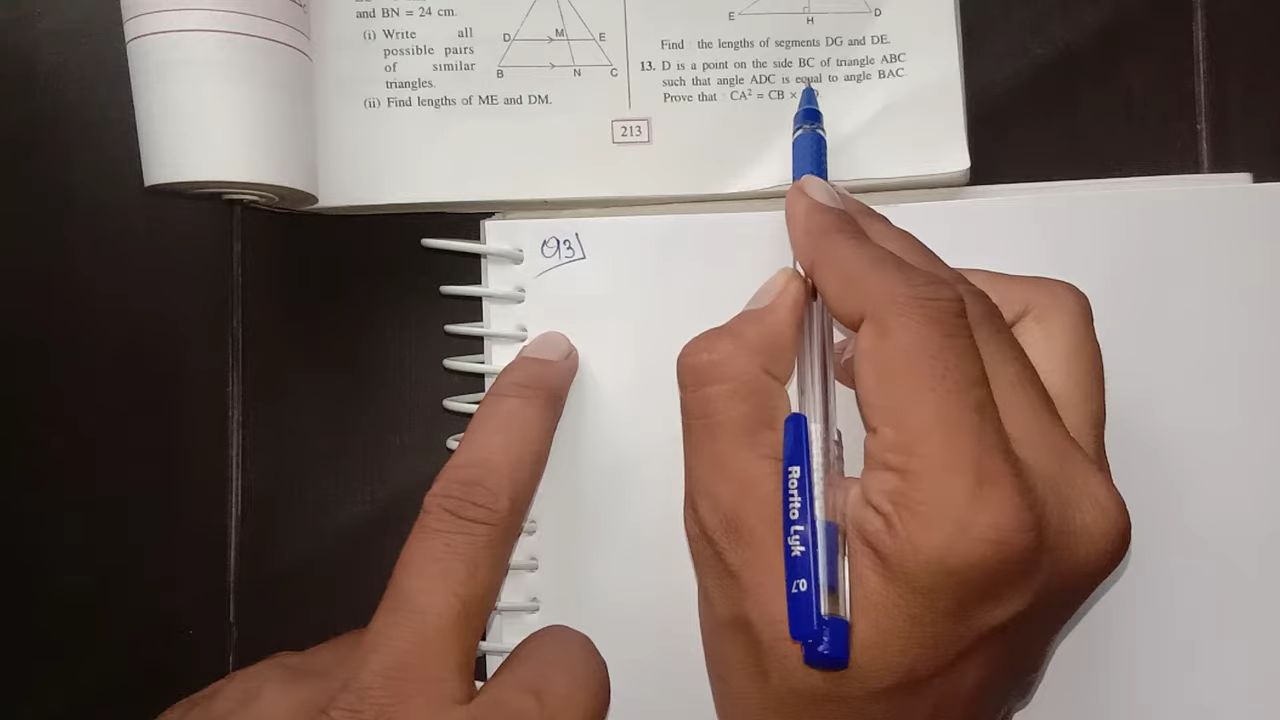 and BN = 24 cm.
(i) Write all
possible pairs
of similar
triangles.
(ii) Find lengths of ME and DM.
D
M
E
B
N
C
E
H
D
Find the lengths of segments DG and DE.
13. D is a point on the side BC of triangle ABC
such that angle ADC is equal to angle BAC.
Prove that CA² = CB ×
213
Q13]
Rorito Lyk
07